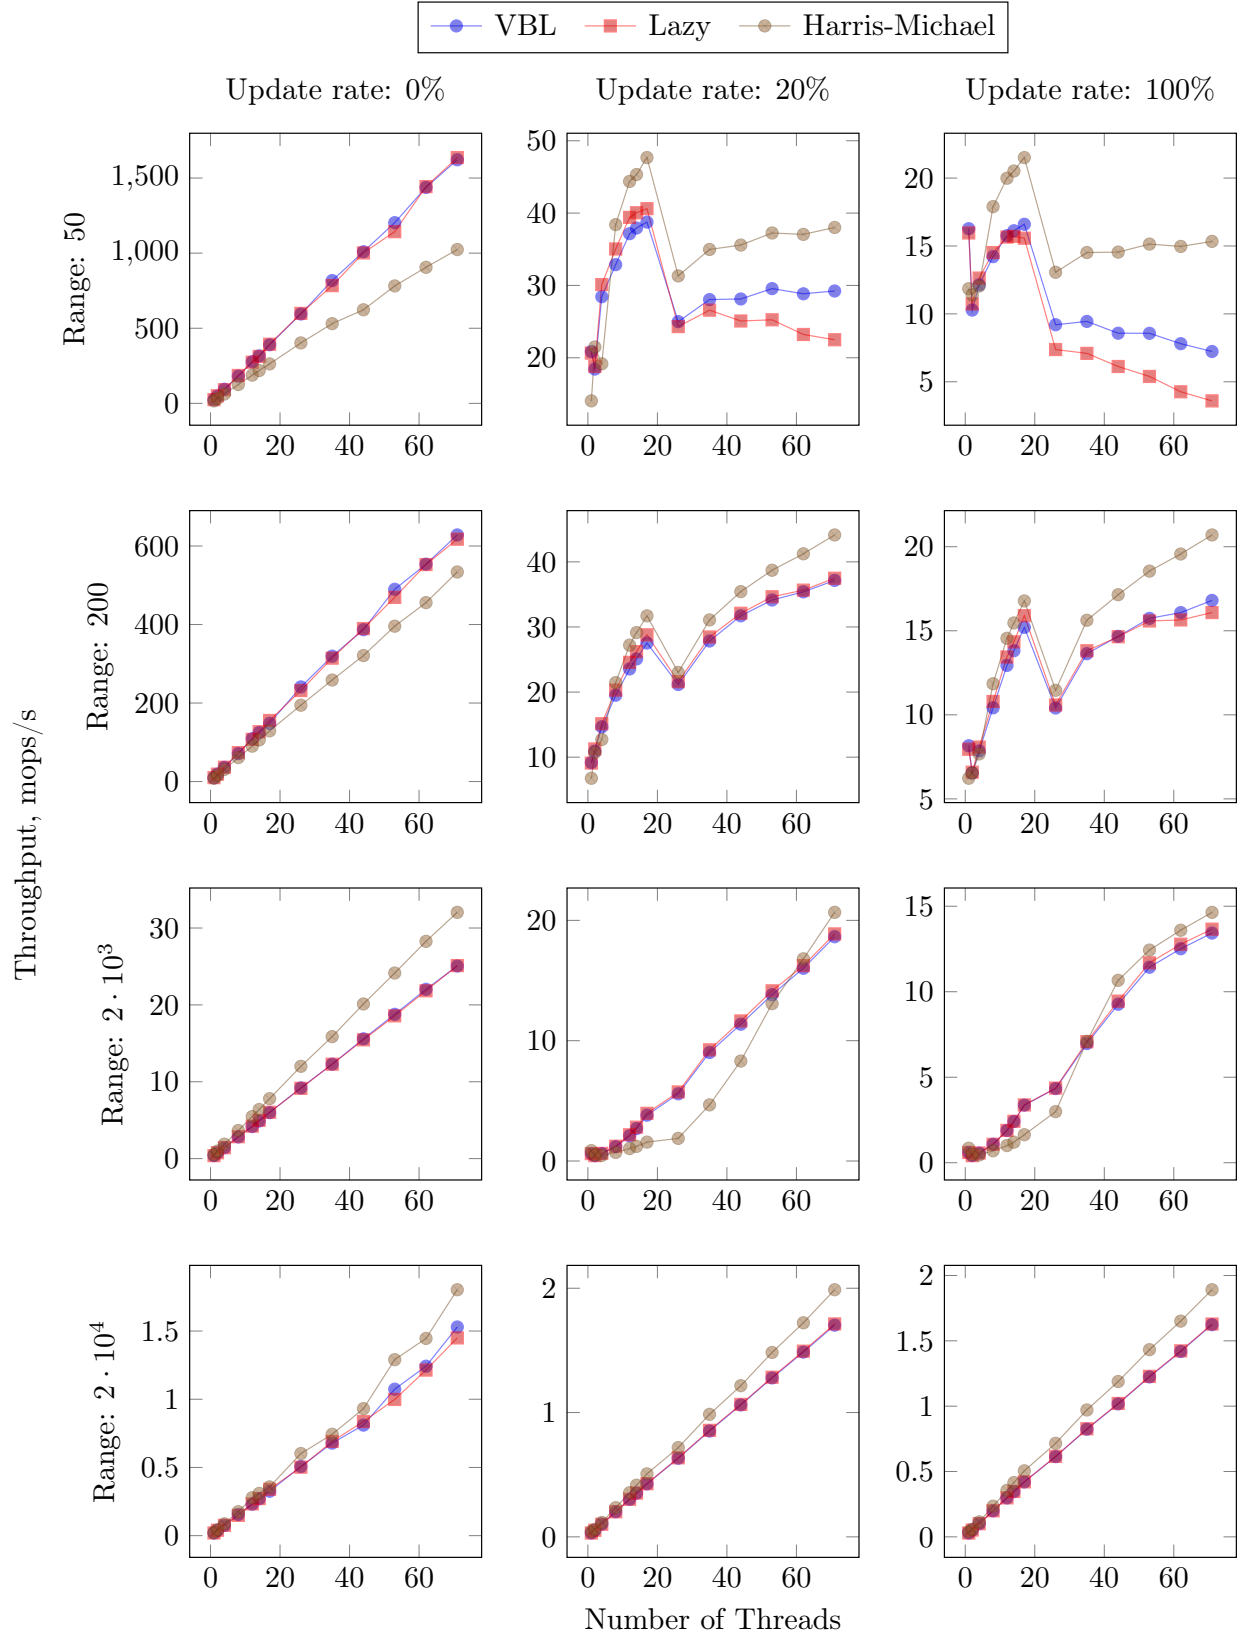 VBL Lazy Harris-Michael
Update rate: 0% Update rate: 20% Update rate: 100%
Throughput, mops/s
Range: 50
0 500 1,000 1,500
0 20 40 60
20 30 40 50
0 20 40 60
5 10 15 20
0 20 40 60
Range: 200
0 200 400 600
0 20 40 60
10 20 30 40
0 20 40 60
5 10 15 20
0 20 40 60
Range: 2 · 10³
0 10 20 30
0 20 40 60
0 10 20
0 20 40 60
0 5 10 15
0 20 40 60
Range: 2 · 10⁴
0 0.5 1 1.5
0 20 40 60
0 1 2
0 20 40 60
0 0.5 1 1.5 2
0 20 40 60
Number of Threads